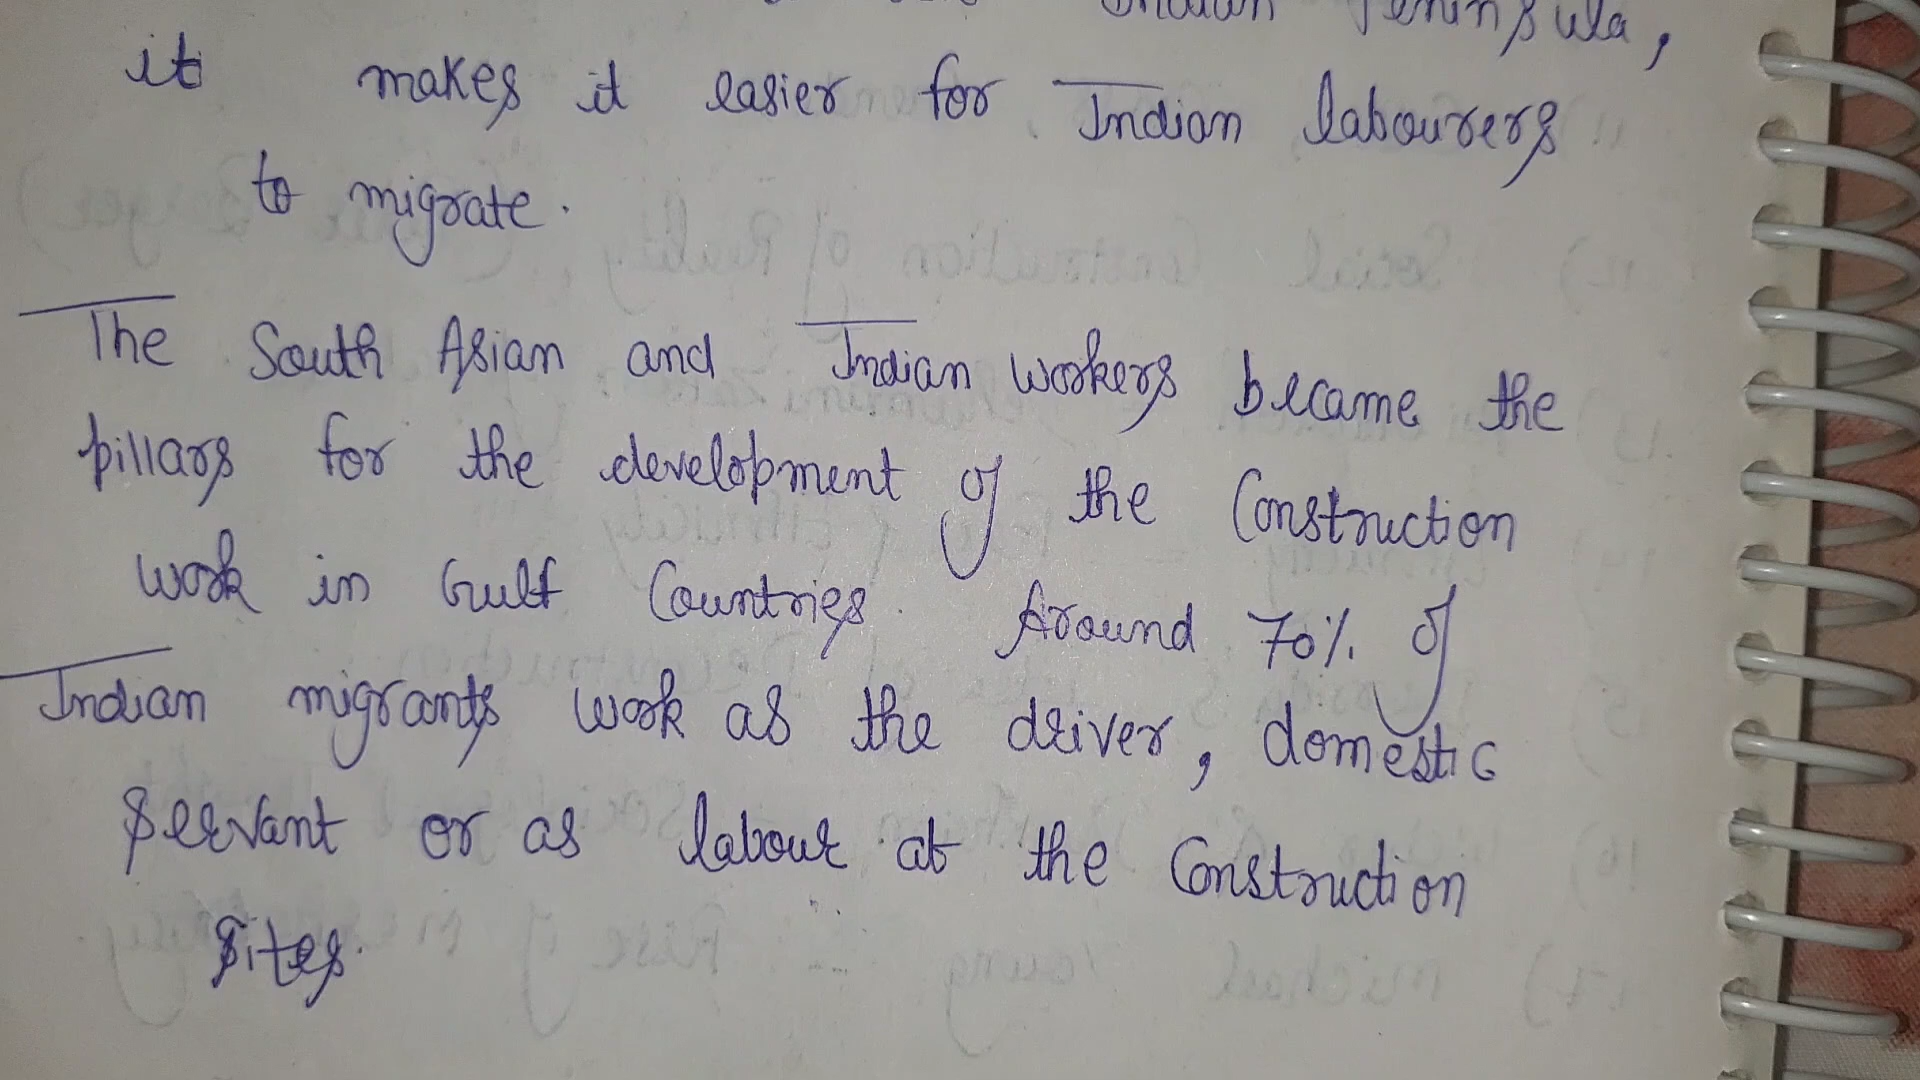 Indian Peninsula,
it makes it easier for Indian labourers
to migrate.
The South Asian and Indian workers became the
pillars for the development of the Construction
work in Gulf Countries. Around 70% of
Indian migrants work as the driver, domestic
servant or as labour at the Construction
sites.